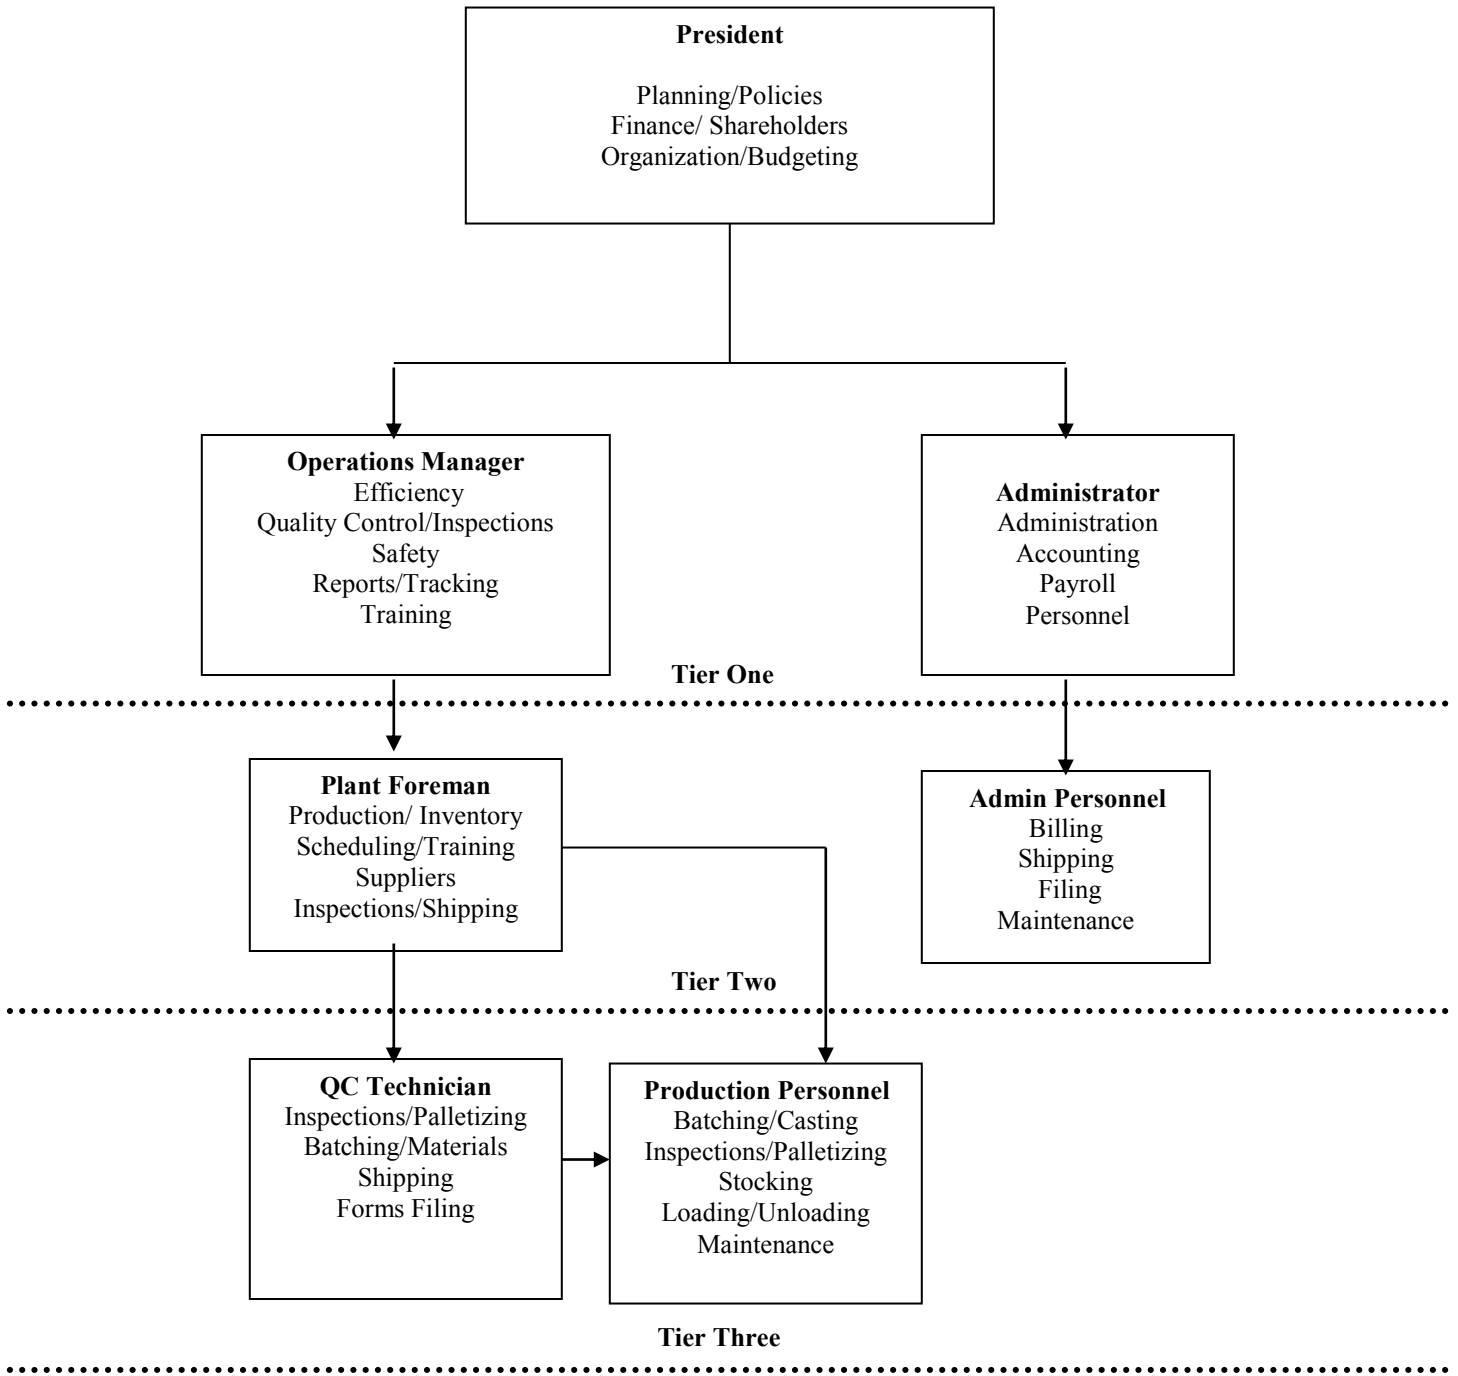 President
Planning/Policies
Finance/ Shareholders
Organization/Budgeting
Operations Manager
Efficiency
Quality Control/Inspections
Safety
Reports/Tracking
Training
Administrator
Administration
Accounting
Payroll
Personnel
Tier One
Plant Foreman
Production/ Inventory
Scheduling/Training
Suppliers
Inspections/Shipping
Admin Personnel
Billing
Shipping
Filing
Maintenance
Tier Two
QC Technician
Inspections/Palletizing
Batching/Materials
Shipping
Forms Filing
Production Personnel
Batching/Casting
Inspections/Palletizing
Stocking
Loading/Unloading
Maintenance
Tier Three